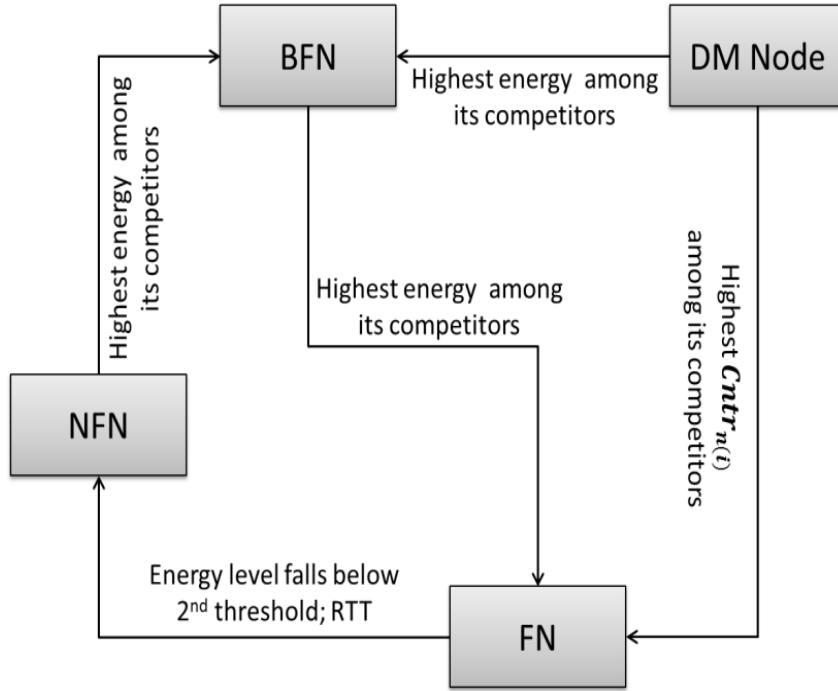 BFN
DM Node
Highest energy among
its competitors
Highest energy among
its competitors
Highest energy among
its competitors
Highest Cntr n(i)
among its competitors
NFN
Energy level falls below
2nd threshold; RTT
FN